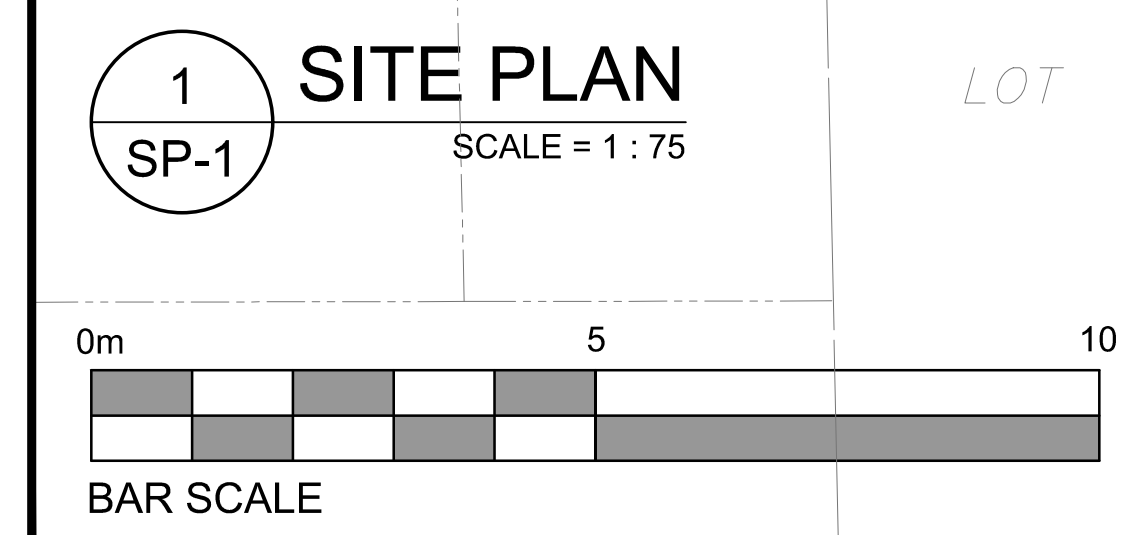 1
SP-1
SITE PLAN
SCALE = 1 : 75
LOT
0m 5 10
BAR SCALE